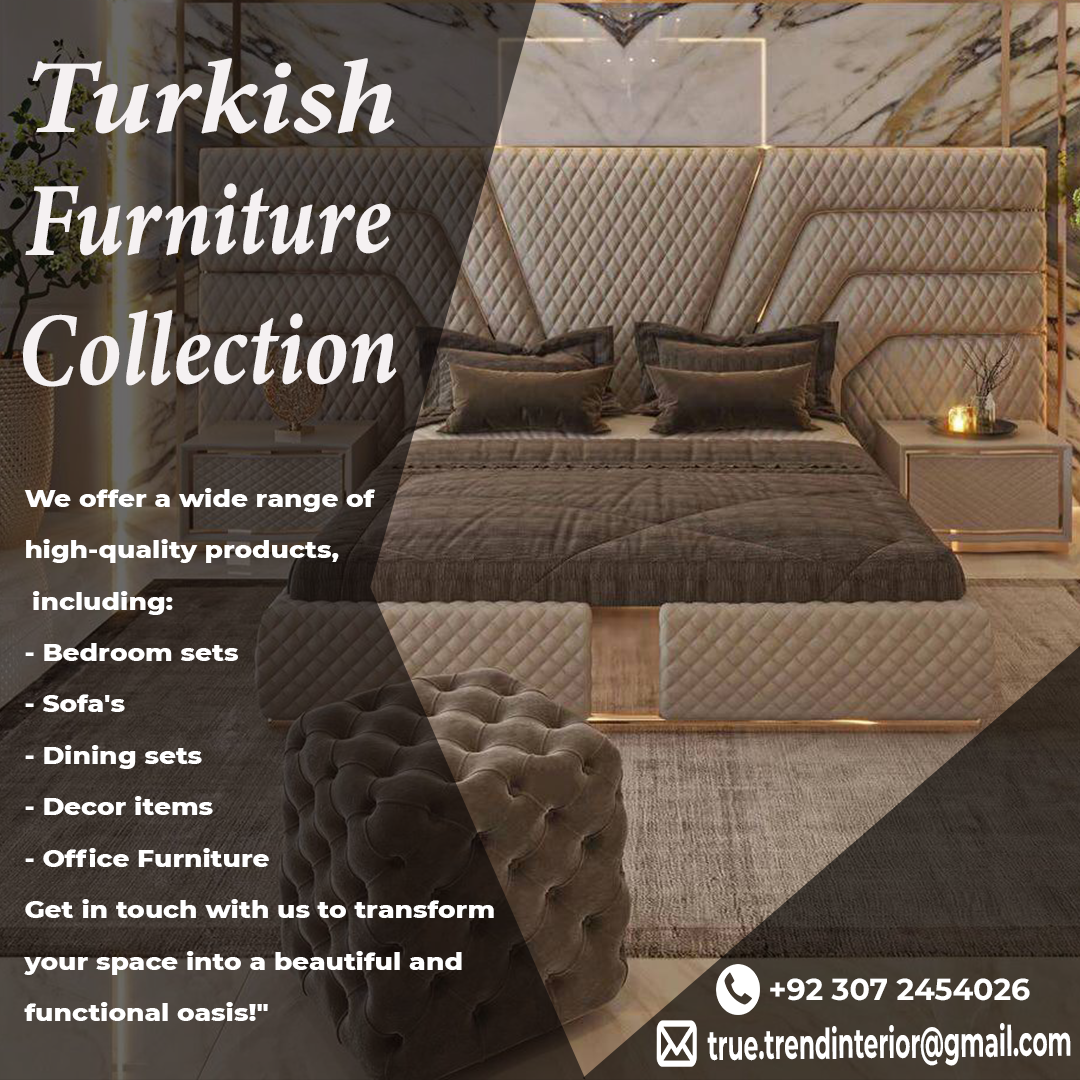 Turkish
Furniture
Collection
We offer a wide range of
high-quality products,
including:
- Bedroom sets
- Sofa's
- Dining sets
- Decor items
- Office Furniture
Get in touch with us to transform
your space into a beautiful and
functional oasis!"
+92 307 2454026
true.trendinterior@gmail.com